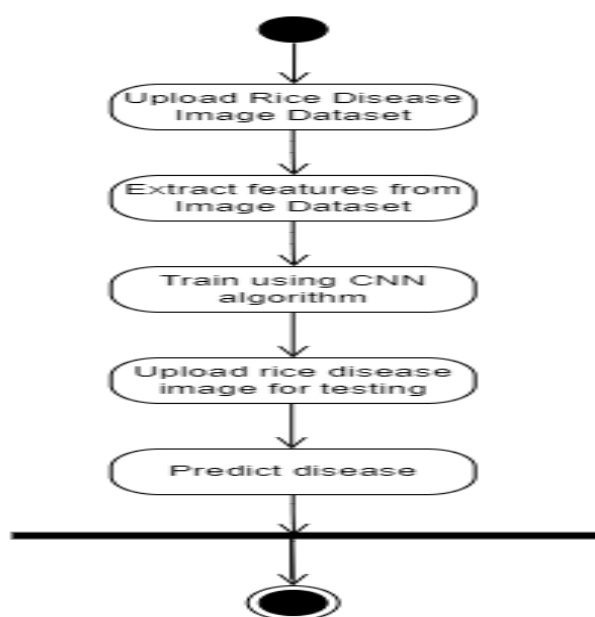 Upload Rice Disease
Image Dataset
Extract features from
Image Dataset
Train using CNN
algorithm
Upload rice disease
image for testing
Predict disease